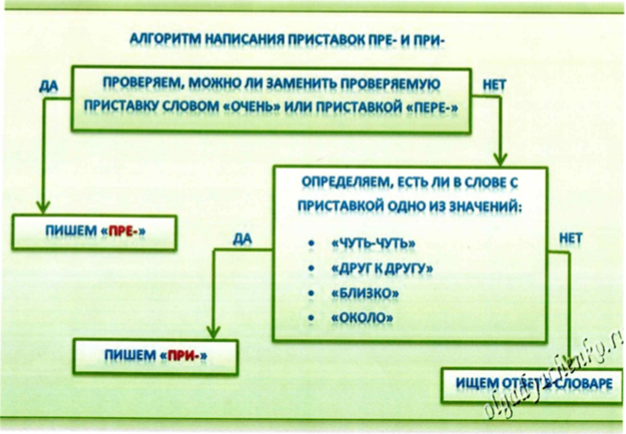 АЛГОРИТМ НАПИСАНИЯ ПРИСТАВОК ПРЕ- И ПРИ-
ДА
ПРОВЕРЯЕМ, МОЖНО ЛИ ЗАМЕНИТЬ ПРОВЕРЯЕМУЮ
ПРИСТАВКУ СЛОВОМ «ОЧЕНЬ» ИЛИ ПРИСТАВКОЙ «ПЕРЕ-»
НЕТ
ПИШЕМ «ПРЕ-»
ОПРЕДЕЛЯЕМ, ЕСТЬ ЛИ В СЛОВЕ С
ПРИСТАВКОЙ ОДНО ИЗ ЗНАЧЕНИЙ:
ДА
• «ЧУТЬ-ЧУТЬ»
• «ДРУГ К ДРУГУ»
• «БЛИЗКО»
• «ОКОЛО»
НЕТ
ПИШЕМ «ПРИ-»
ИЩЕМ ОТВЕТ В СЛОВАРЕ